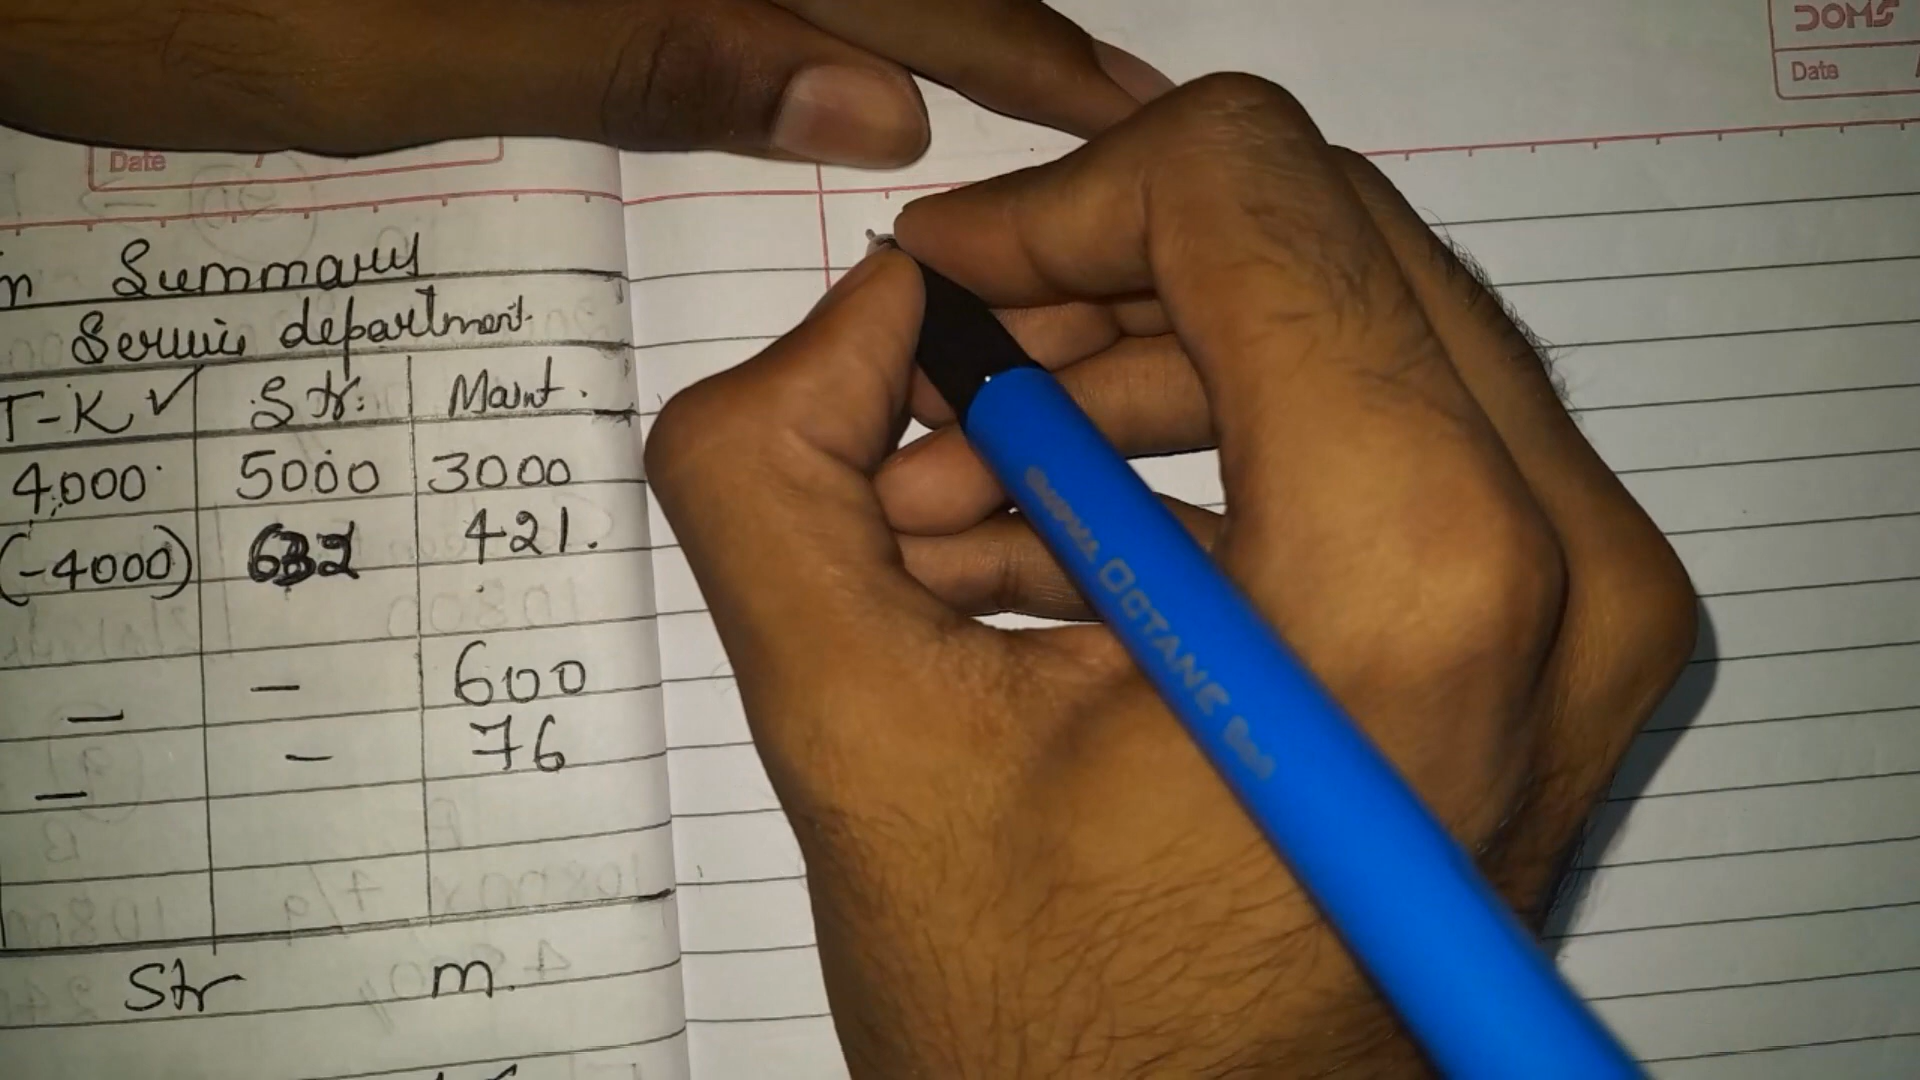 DOMS
Date /
Date /
n Summary
Service department
T-K ✓ Str. Maint.
4,000 5000 3000
(-4000) 632 421.
— — 600
— — 76
Str m.
OCTANE